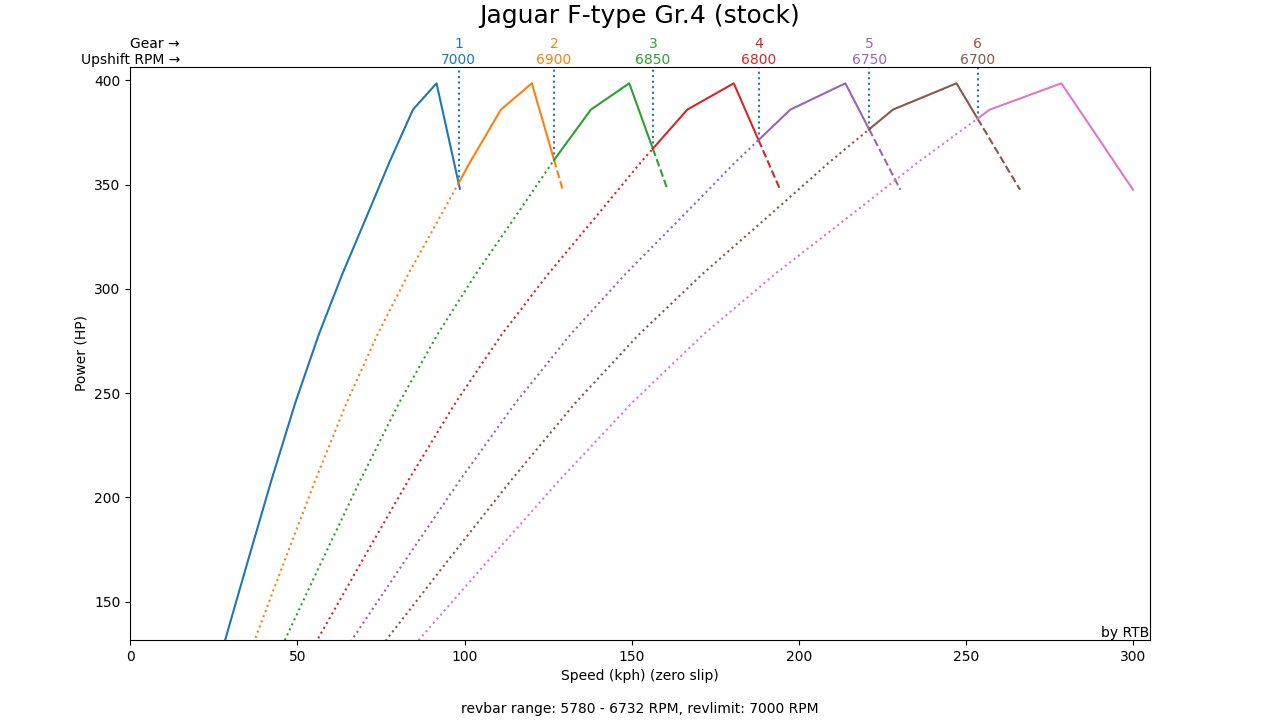 Jaguar F-type Gr.4 (stock)
Gear → 1 2 3 4 5 6
Upshift RPM → 7000 6900 6850 6800 6750 6700
400
350
300
250
200
150
Power (HP)
by RTB
0 50 100 150 200 250 300
Speed (kph) (zero slip)
revbar range: 5780 - 6732 RPM, revlimit: 7000 RPM